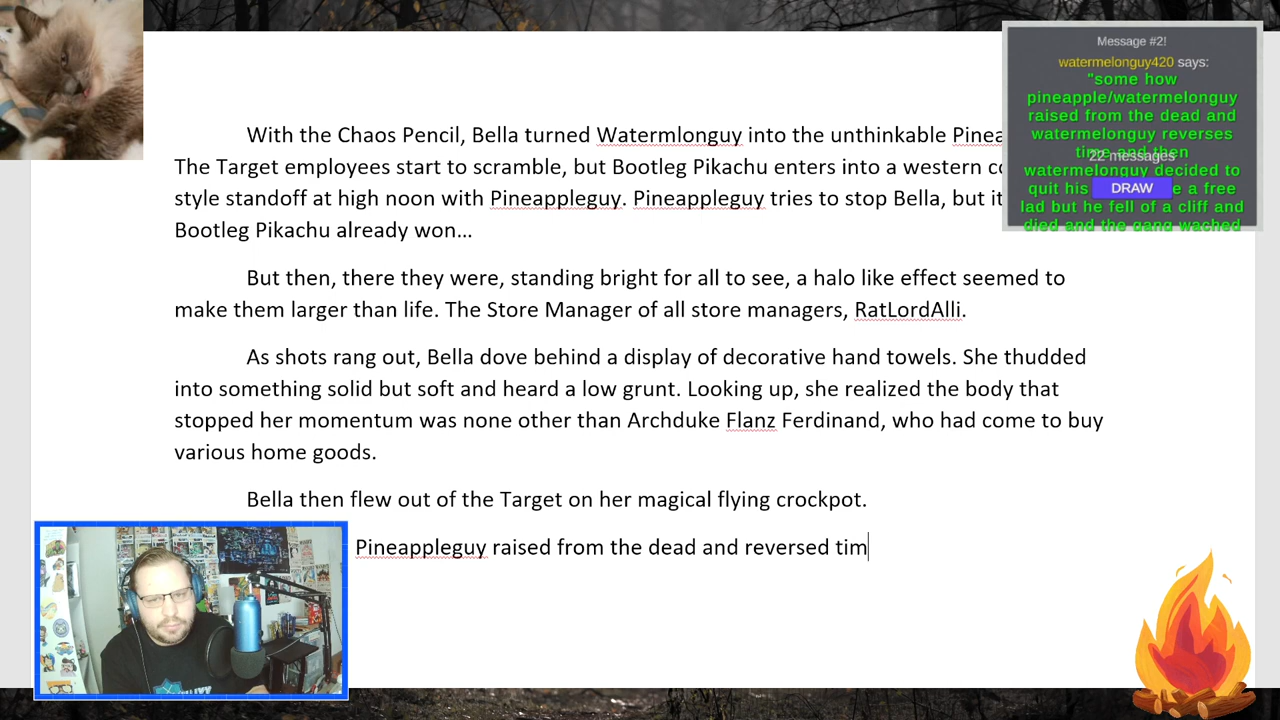 With the Chaos Pencil, Bella turned Watermlonguy into the unthinkable
The Target employees start to scramble, but Bootleg Pikachu enters into a western
style standoff at high noon with Pineappleguy. Pineappleguy tries to stop Bella, but it
Bootleg Pikachu already won…
But then, there they were, standing bright for all to see, a halo like effect seemed to
make them larger than life. The Store Manager of all store managers, RatLordAlli.
As shots rang out, Bella dove behind a display of decorative hand towels. She thudded
into something solid but soft and heard a low grunt. Looking up, she realized the body that
stopped her momentum was none other than Archduke Flanz Ferdinand, who had come to buy
various home goods.
Bella then flew out of the Target on her magical flying crockpot.
Pineappleguy raised from the dead and reversed tim
Message #2!
watermelonguy420 says:
"some how
pineapple/watermelonguy
raised from the dead and
watermelonguy reverses
time and then
22 messages
watermelonguy decided to
quit his e a free
DRAW
lad but he fell of a cliff and
died and the gang wached